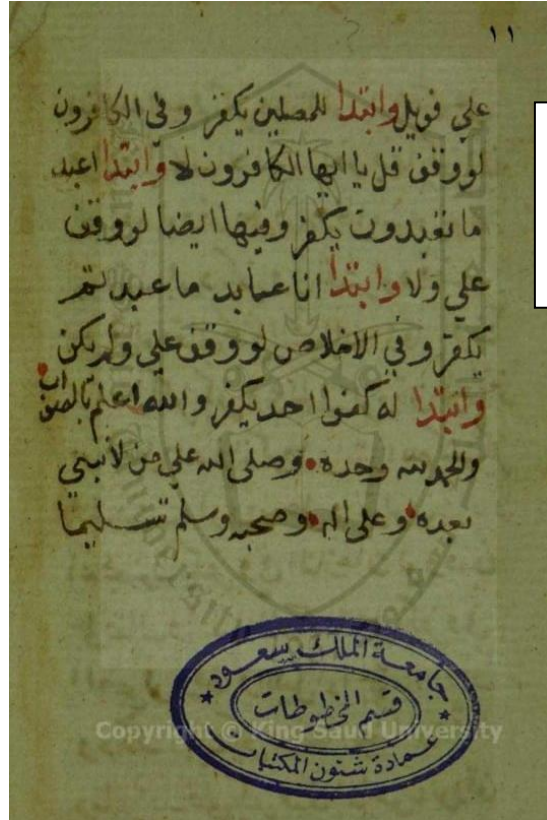 ١١
علي فويل وابتدا للمصلين يكفر وفي الكافرون
لو وقف قل يا ايها الكافرون لا وابتدا اعبد
ما تعبدون يكفر وفيها ايضا لو وقف
علي ولا وابتدا انا عابد ما عبدتم
يكفر وفي الاخلاص لو وقف علي ولم يكن
وابتدا له كفوا احد يكفر والله اعلم بالصواب
والحمد لله وحده وصلى الله علي من لا نبي
بعده وعلى اله وصحبه وسلم تسليما
جامعة الملك سعود
قسم المخطوطات
عمادة شئون المكتبات
Copyright © King Saud University